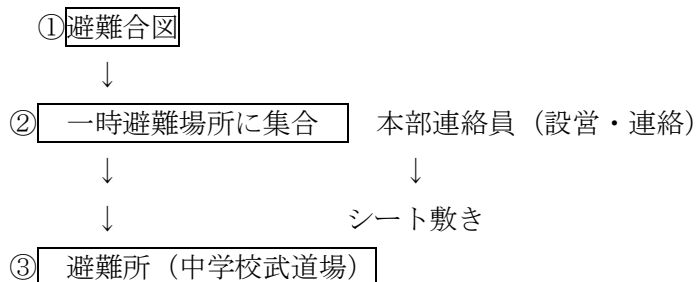 ①避難合図
↓
②　一時避難場所に集合　　本部連絡員（設営・連絡）
↓　　　　　　　　　　　↓
↓　　　　　　　　　シート敷き
③　避難所（中学校武道場）